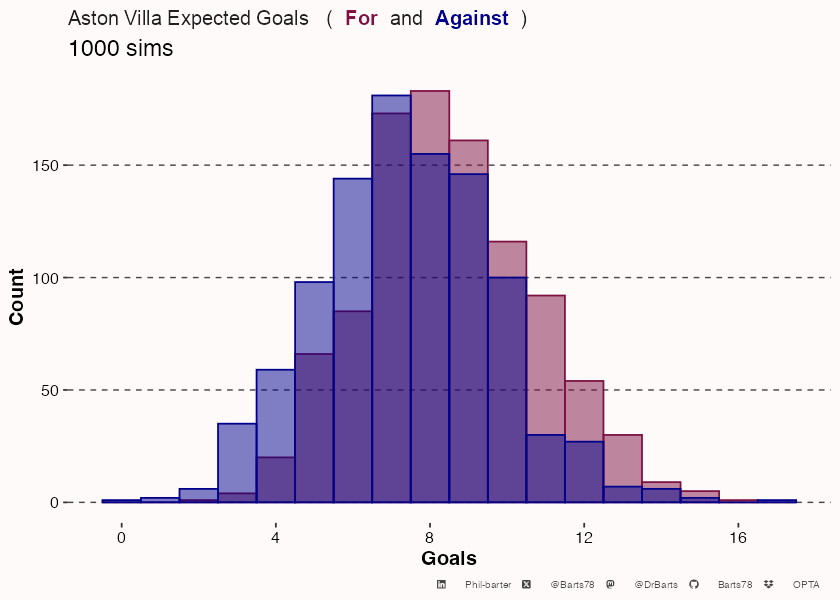 Aston Villa Expected Goals ( For and Against )
1000 sims
Count
150
100
50
0
0 4 8 12 16
Goals
Phil-barter @Barts78 @DrBarts Barts78 OPTA